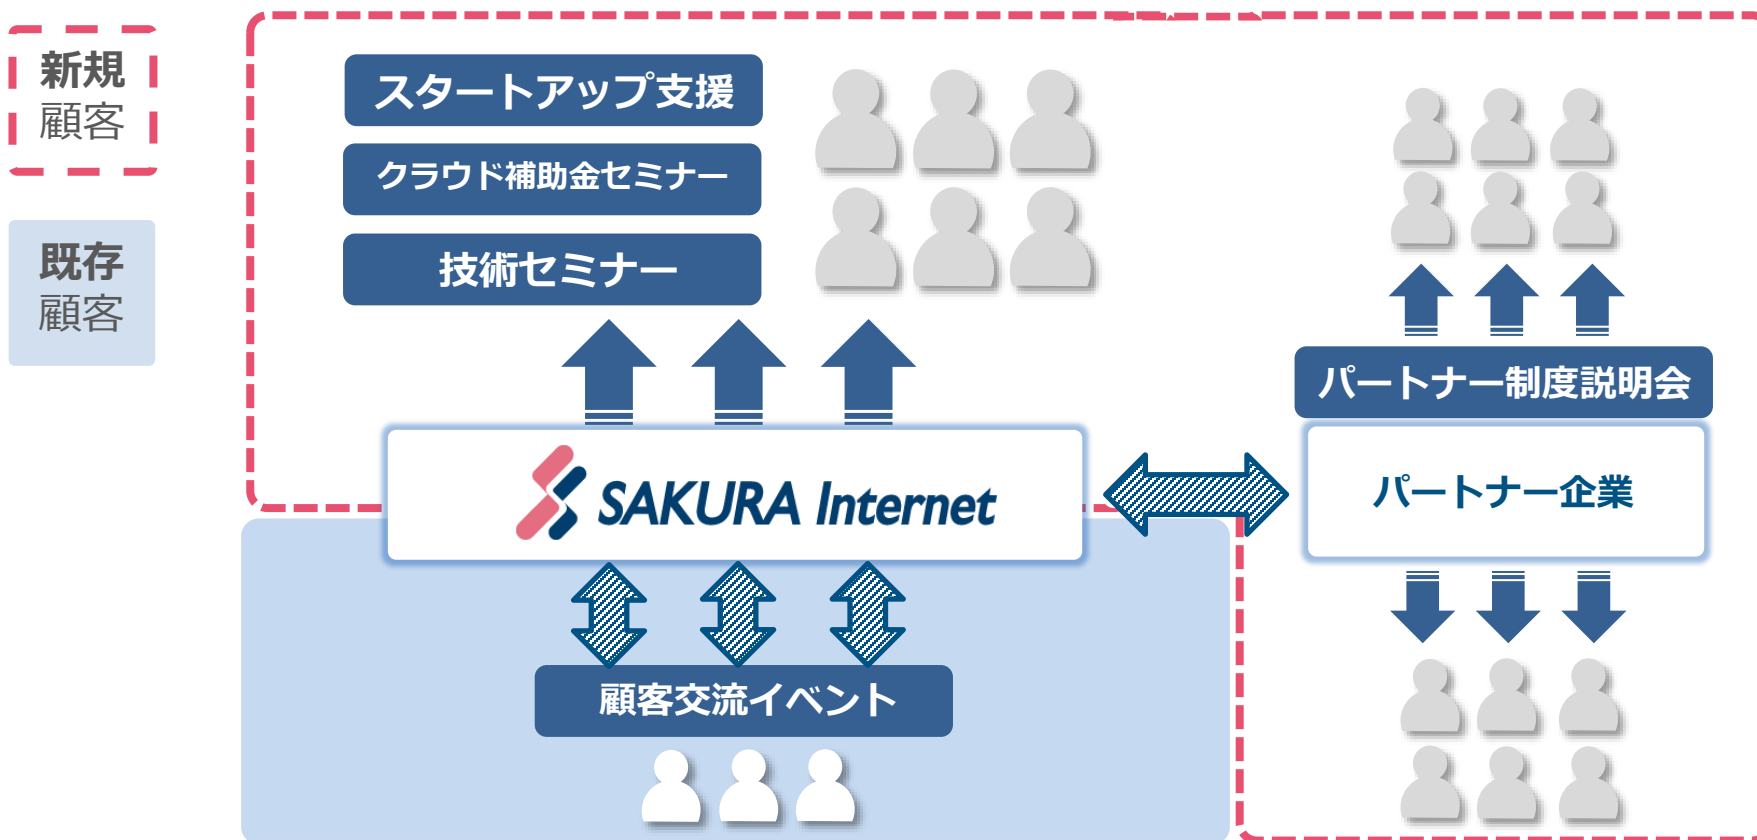 新規
顧客
既存
顧客
スタートアップ支援
クラウド補助金セミナー
技術セミナー
SAKURA Internet
顧客交流イベント
パートナー制度説明会
パートナー企業